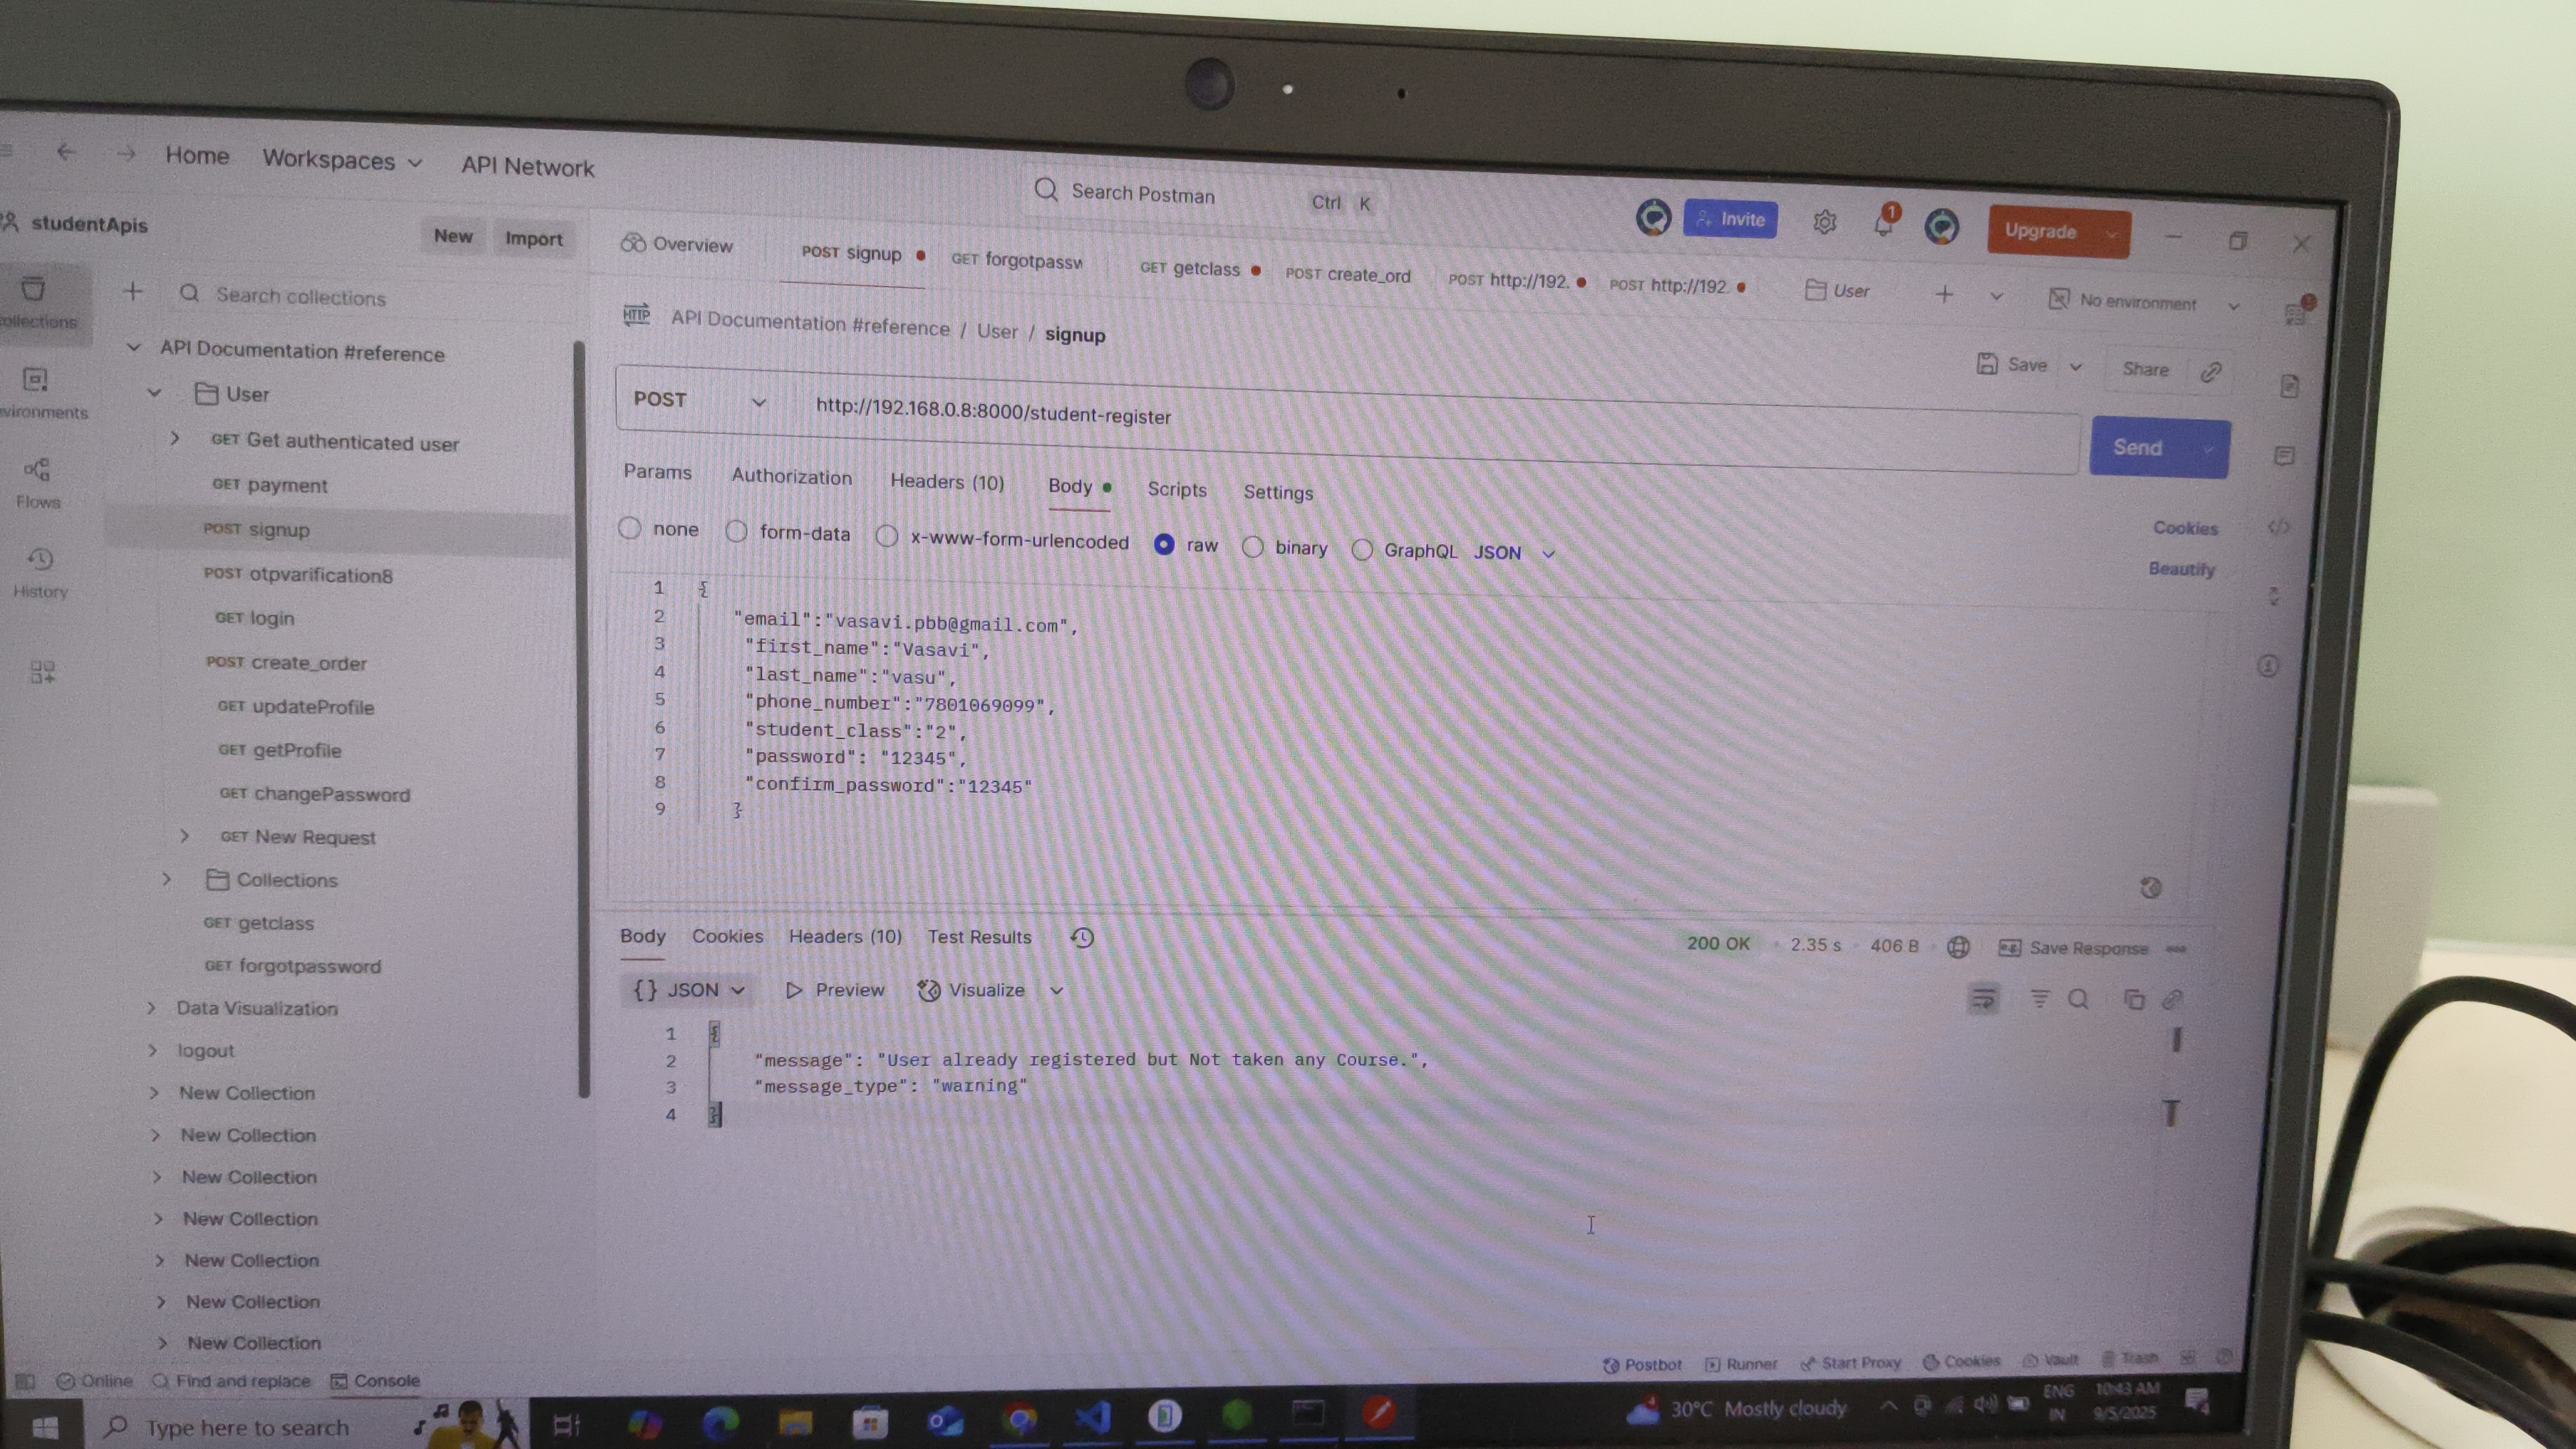 Home Workspaces API Network
Search Postman Ctrl K
Invite 1 Upgrade
studentApis New Import
Overview POST signup GET forgotpassw GET getclass POST create_ord POST http://192. POST http://192. User No environment
Search collections
HTTP API Documentation #reference / User / signup
Save Share
API Documentation #reference
User
GET Get authenticated user
GET payment
POST signup
POST otpvarification8
GET login
POST create_order
GET updateProfile
GET getProfile
GET changePassword
GET New Request
Collections
GET getclass
GET forgotpassword
Data Visualization
logout
New Collection
New Collection
New Collection
New Collection
New Collection
New Collection
New Collection
Flows
History
POST http://192.168.0.8:8000/student-register Send
Params Authorization Headers (10) Body Scripts Settings
Cookies
none form-data x-www-form-urlencoded raw binary GraphQL JSON
Beautify
1 {
2 "email":"vasavi.pbb@gmail.com",
3 "first_name":"Vasavi",
4 "last_name":"vasu",
5 "phone_number":"7801069099",
6 "student_class":"2",
7 "password": "12345",
8 "confirm_password":"12345"
9 }
Body Cookies Headers (10) Test Results 200 OK 2.35 s 406 B Save Response
{} JSON Preview Visualize
1 {
2 "message": "User already registered but Not taken any Course.",
3 "message_type": "warning"
4 }
Online Find and replace Console Postbot Runner Start Proxy Cookies Vault Trash
Type here to search 30°C Mostly cloudy ENG IN 10:43 AM 9/5/2025